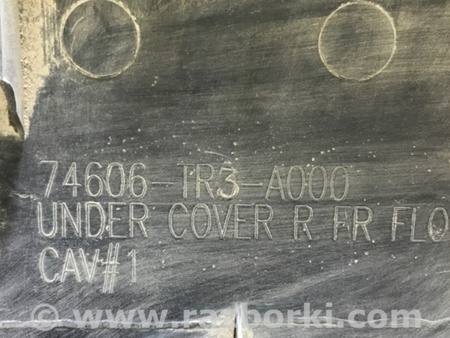 74606-TR3-A000
UNDER COVER R FR FLO
CAV#1
© www.razborki.com